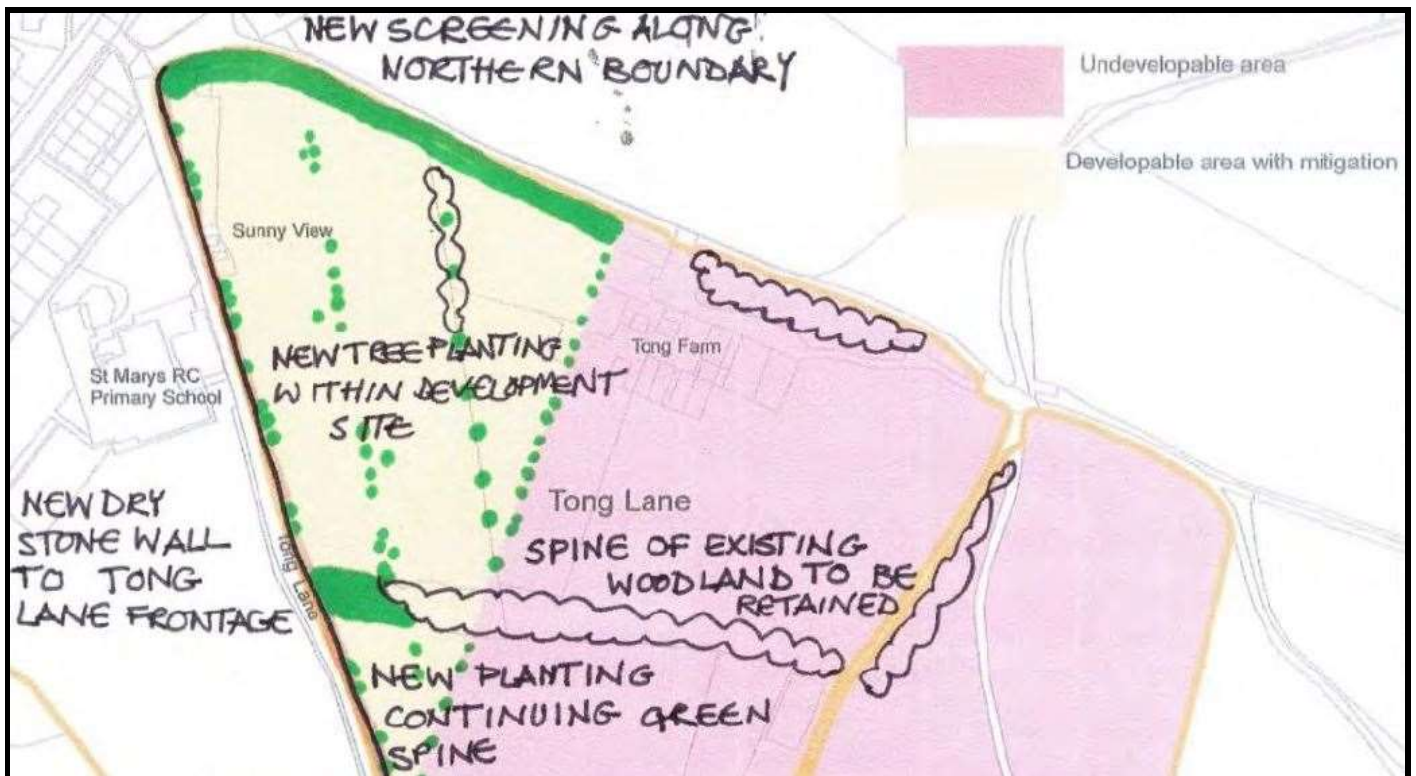 NEW SCREENING ALONG
NORTHERN BOUNDARY
Undevelopable area
Developable area with mitigation
Sunny View
NEW TREE PLANTING
WITHIN DEVELOPMENT
SITE
Tong Farm
St Marys RC
Primary School
NEW DRY
STONE WALL
TO TONG
LANE FRONTAGE
Tong Lane
Tong Lane
SPINE OF EXISTING
WOODLAND TO BE
RETAINED
NEW PLANTING
CONTINUING GREEN
SPINE